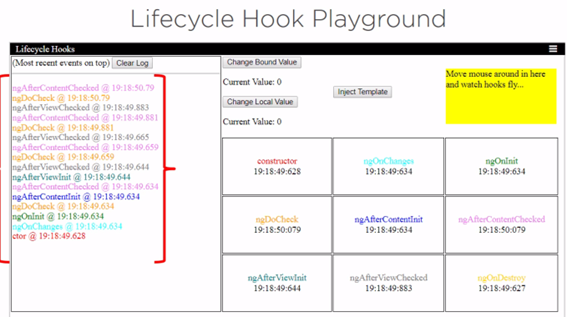 Lifecycle Hook Playground
Lifecycle Hooks
(Most recent events on top) Clear Log
ngAfterContentChecked @ 19:18:50.79
ngDoCheck @ 19:18:50.79
ngAfterViewChecked @ 19:18:49.883
ngAfterContentChecked @ 19:18:49.881
ngDoCheck @ 19:18:49.881
ngAfterViewChecked @ 19:18:49.665
ngAfterContentChecked @ 19:18:49.659
ngDoCheck @ 19:18:49.659
ngAfterViewChecked @ 19:18:49.644
ngAfterViewInit @ 19:18:49.644
ngAfterContentChecked @ 19:18:49.634
ngAfterContentInit @ 19:18:49.634
ngDoCheck @ 19:18:49.634
ngOnInit @ 19:18:49.634
ngOnChanges @ 19:18:49.634
ctor @ 19:18:49.628
Change Bound Value
Current Value: 0
Change Local Value
Current Value: 0
Inject Template
Move mouse around in here
and watch hooks fly...
constructor
19:18:49:628
ngOnChanges
19:18:49:634
ngOnInit
19:18:49:634
ngDoCheck
19:18:50:079
ngAfterContentInit
19:18:49:634
ngAfterContentChecked
19:18:50:079
ngAfterViewInit
19:18:49:644
ngAfterViewChecked
19:18:49:883
ngOnDestroy
19:18:50:627